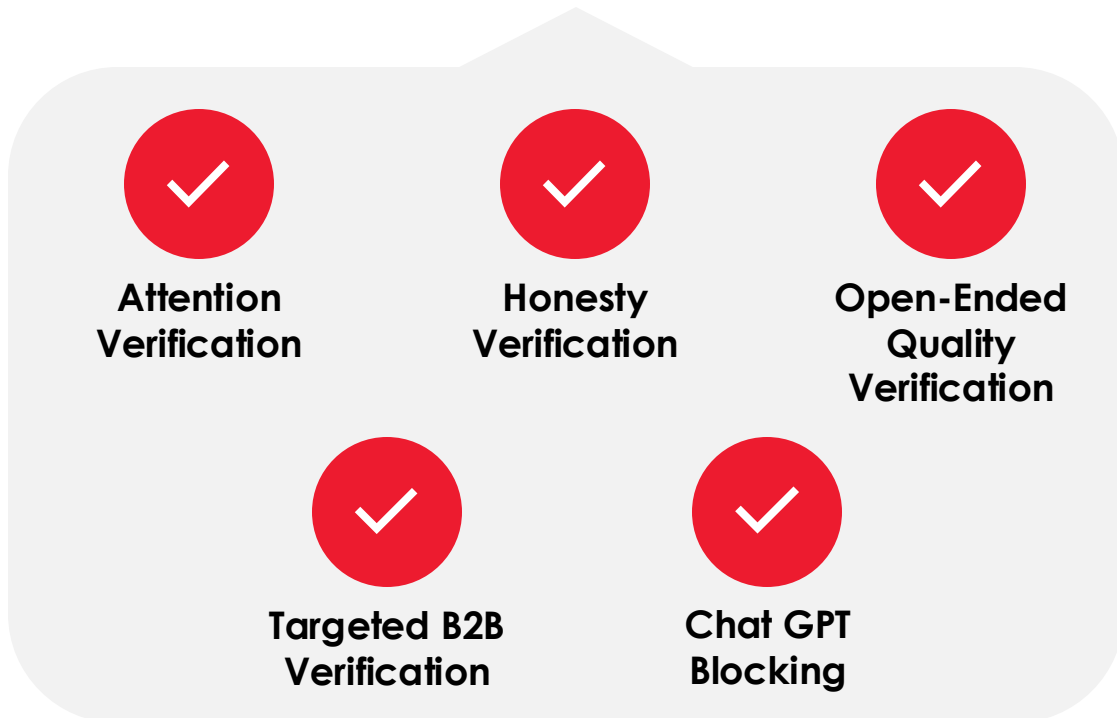 Attention
Verification
Honesty
Verification
Open-Ended
Quality
Verification
Targeted B2B
Verification
Chat GPT
Blocking